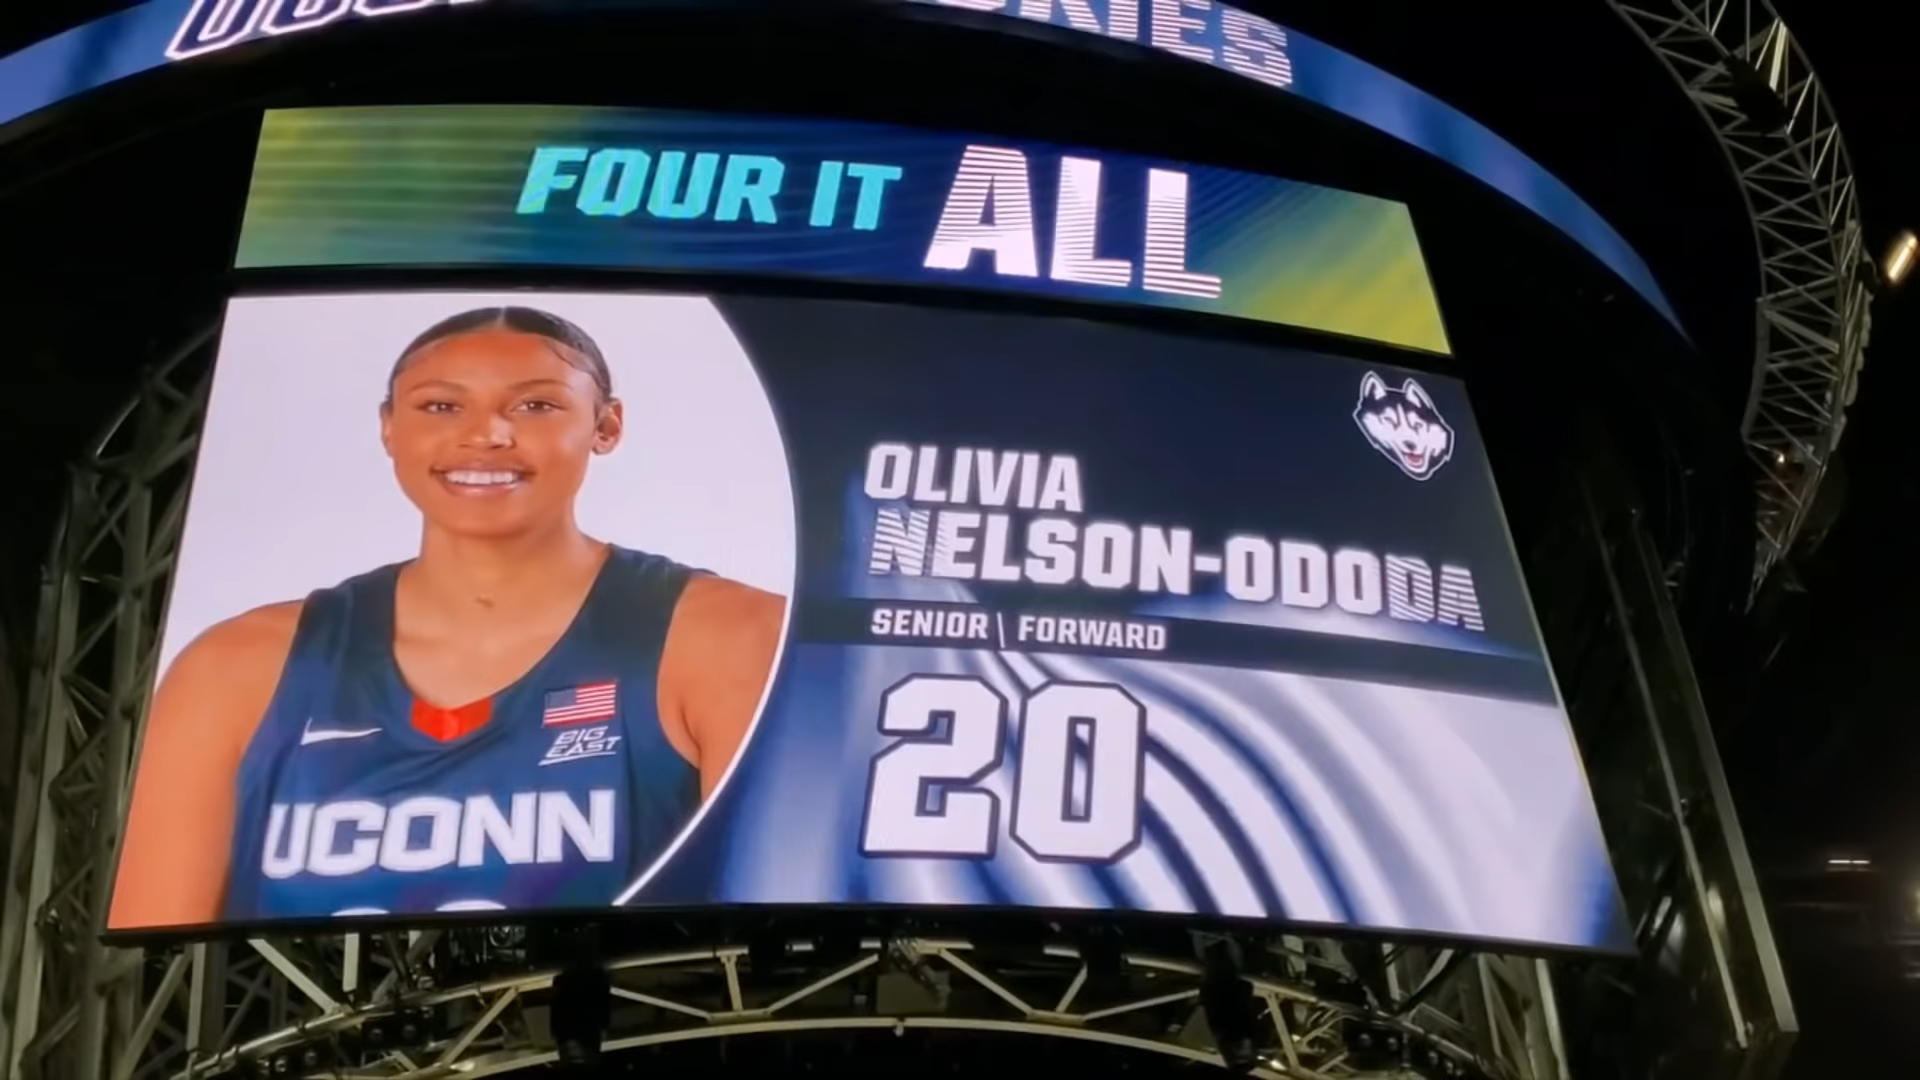 FOUR IT ALL
OLIVIA
NELSON-ODODA
SENIOR \ FORWARD
20
BIG
EAST
UCONN